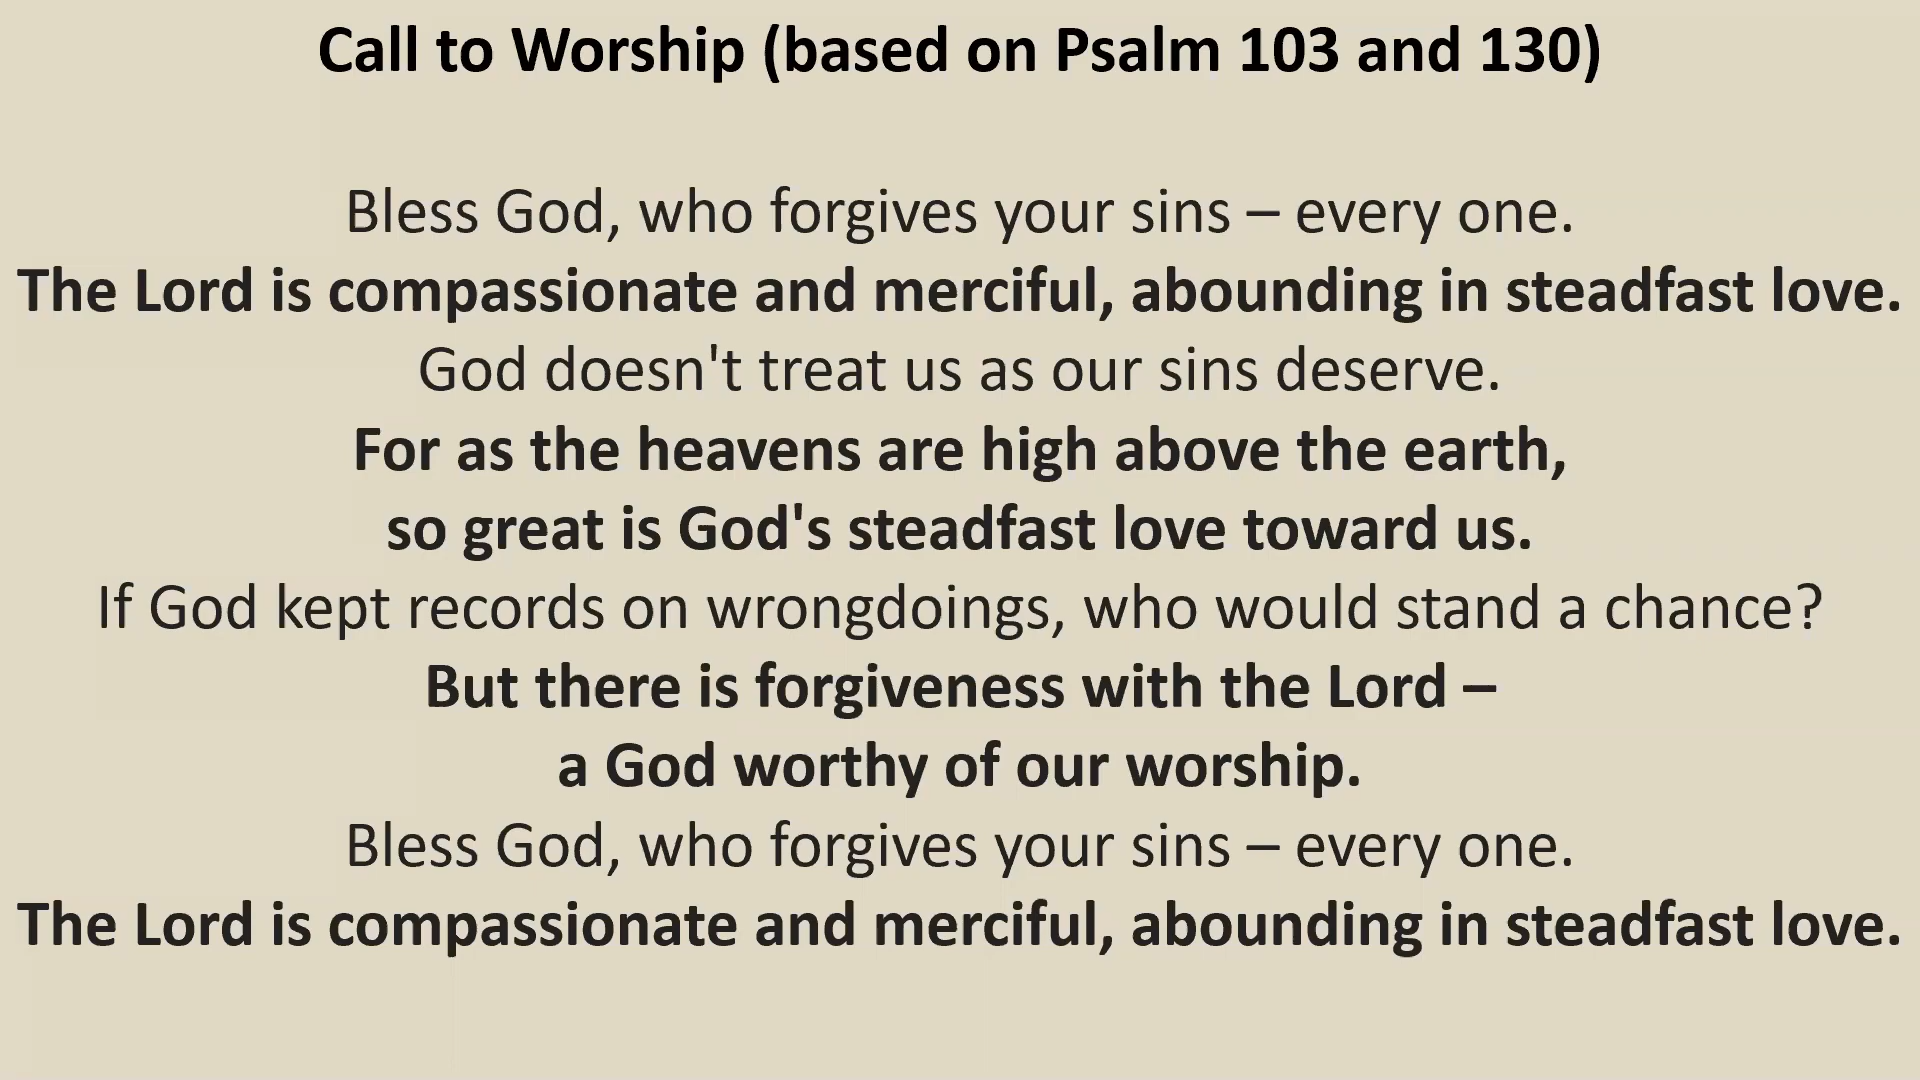 Call to Worship (based on Psalm 103 and 130)
Bless God, who forgives your sins – every one.
The Lord is compassionate and merciful, abounding in steadfast love.
God doesn't treat us as our sins deserve.
For as the heavens are high above the earth,
so great is God's steadfast love toward us.
If God kept records on wrongdoings, who would stand a chance?
But there is forgiveness with the Lord –
a God worthy of our worship.
Bless God, who forgives your sins – every one.
The Lord is compassionate and merciful, abounding in steadfast love.